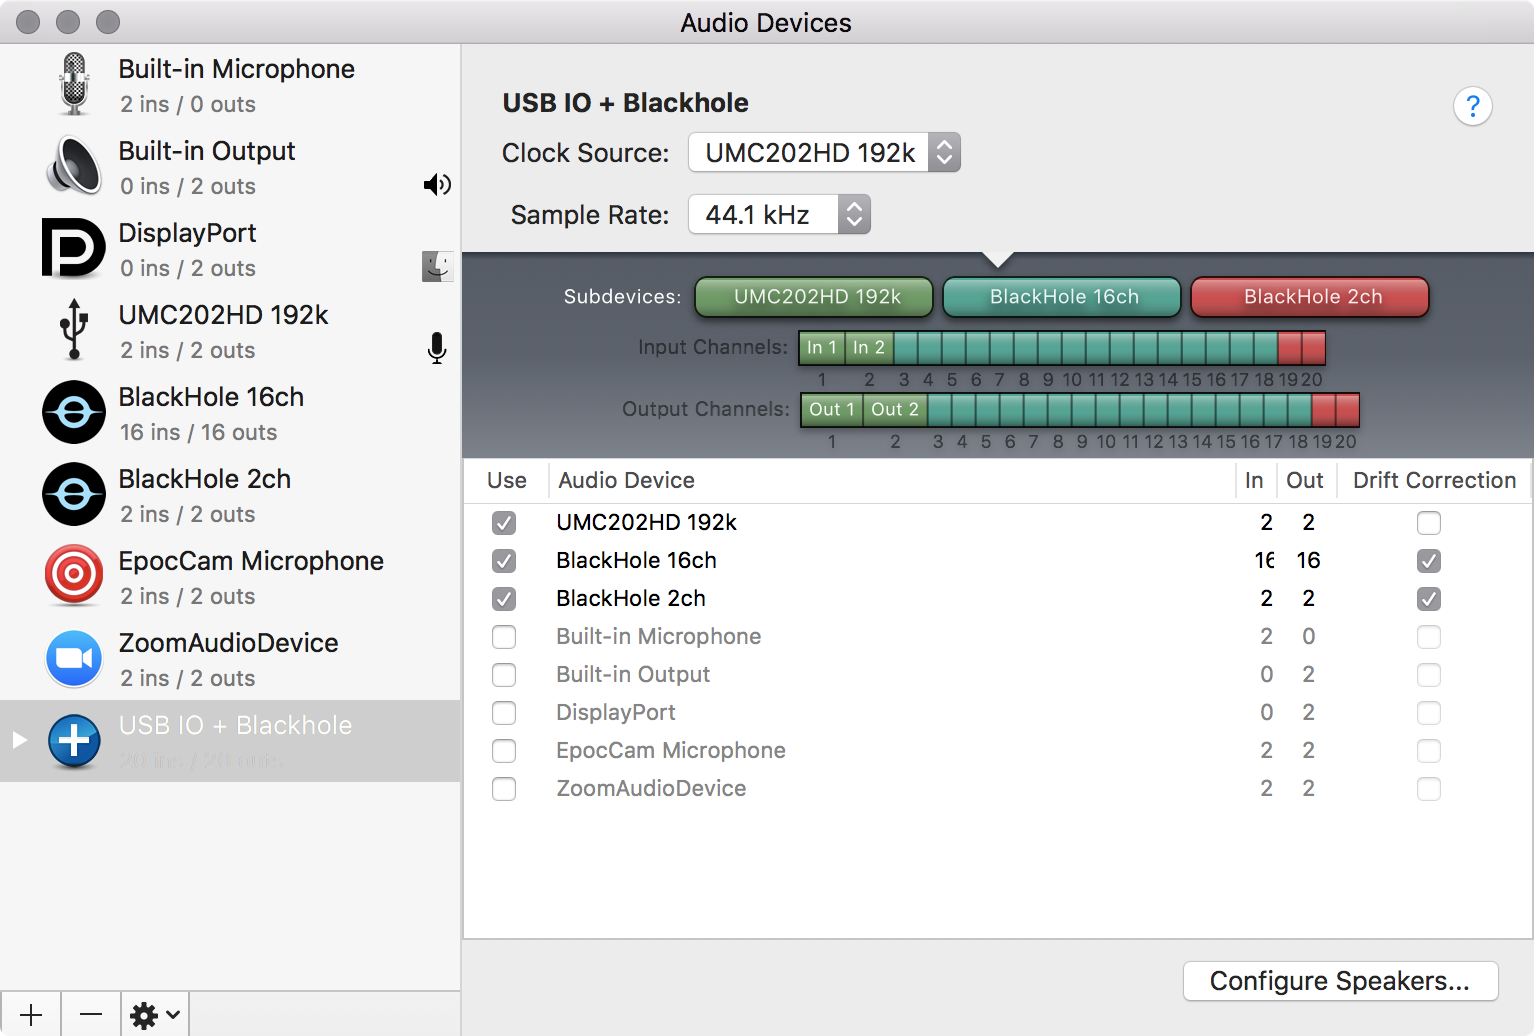 Audio Devices
Built-in Microphone
2 ins / 0 outs
Built-in Output
0 ins / 2 outs
DisplayPort
0 ins / 2 outs
UMC202HD 192k
2 ins / 2 outs
BlackHole 16ch
16 ins / 16 outs
BlackHole 2ch
2 ins / 2 outs
EpocCam Microphone
2 ins / 2 outs
ZoomAudioDevice
2 ins / 2 outs
USB IO + Blackhole
20 ins / 20 outs
USB IO + Blackhole
?
Clock Source: UMC202HD 192k
Sample Rate: 44.1 kHz
Subdevices: UMC202HD 192k BlackHole 16ch BlackHole 2ch
Input Channels: In 1 In 2
1 2 3 4 5 6 7 8 9 10 11 12 13 14 15 16 17 18 19 20
Output Channels: Out 1 Out 2
1 2 3 4 5 6 7 8 9 10 11 12 13 14 15 16 17 18 19 20
Use Audio Device In Out Drift Correction
UMC202HD 192k 2 2
BlackHole 16ch 16 16
BlackHole 2ch 2 2
Built-in Microphone 2 0
Built-in Output 0 2
DisplayPort 0 2
EpocCam Microphone 2 2
ZoomAudioDevice 2 2
Configure Speakers...